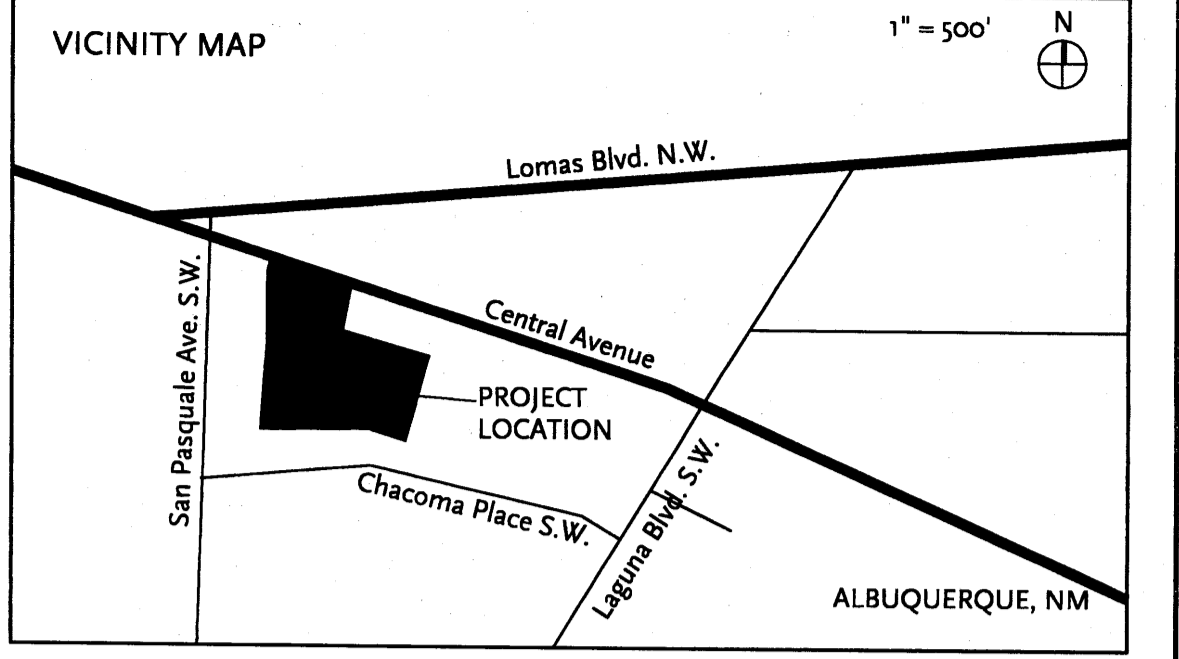 VICINITY MAP
1" = 500'
N
Lomas Blvd. N.W.
San Pasquale Ave. S.W.
Central Avenue
PROJECT
LOCATION
Chacoma Place S.W.
Laguna Blvd. S.W.
ALBUQUERQUE, NM